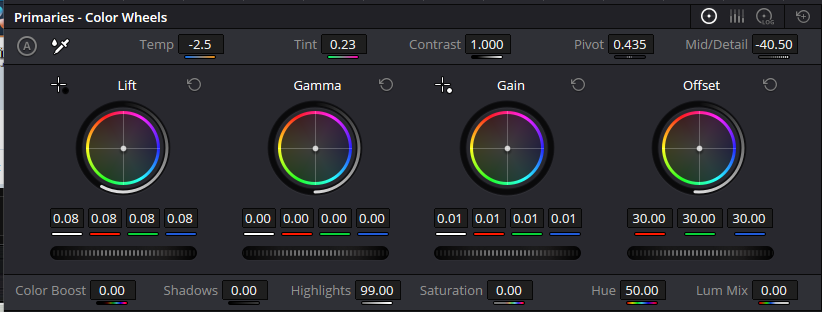 Primaries - Color Wheels LOG
A Temp -2.5 Tint 0.23 Contrast 1.000 Pivot 0.435 Mid/Detail -40.50
Lift Gamma Gain Offset
0.08 0.08 0.08 0.08 0.00 0.00 0.00 0.00 0.01 0.01 0.01 0.01 30.00 30.00 30.00
Color Boost 0.00 Shadows 0.00 Highlights 99.00 Saturation 0.00 Hue 50.00 Lum Mix 0.00